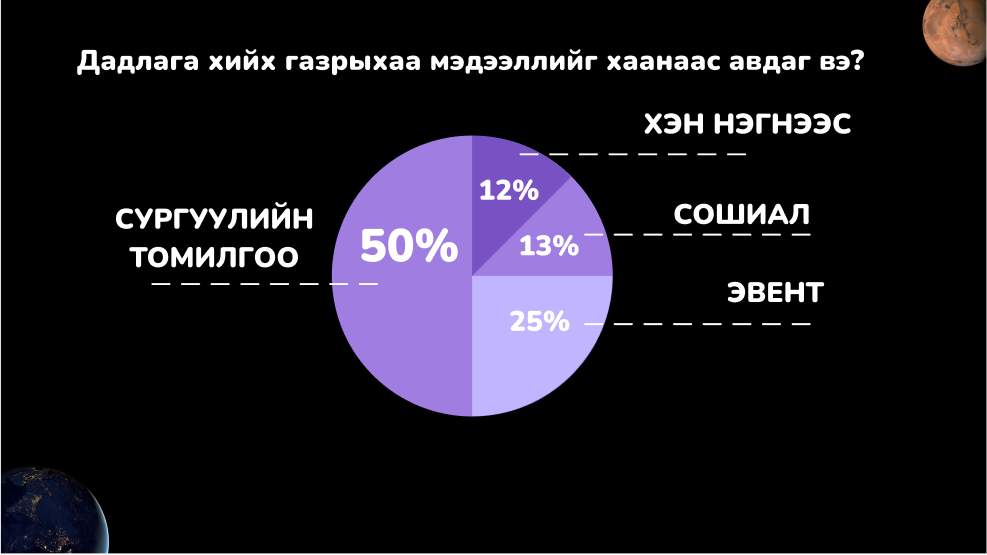 Дадлага хийх газрыхаа мэдээллийг хаанаас авдаг вэ?
ХЭН НЭГНЭЭС
12%
СУРГУУЛИЙН
ТОМИЛГОО
50%
СОШИАЛ
13%
ЭВЕНТ
25%